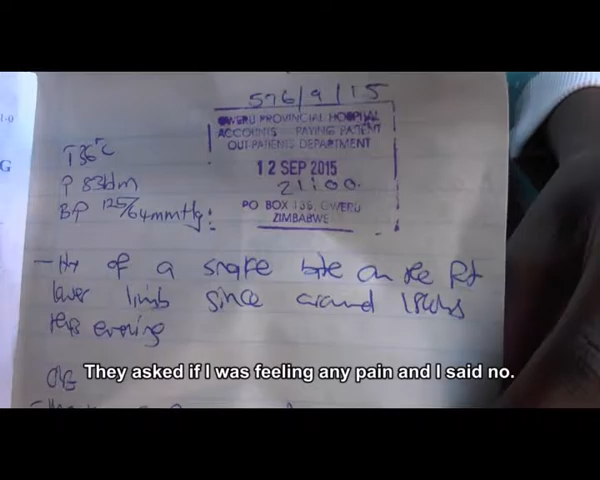 576/9/15
GWERU PROVINCIAL HOSPITAL
ACCOUNTS PAYING PATIENT
OUT-PATIENTS DEPARTMENT
12 SEP 2015
21:00
PO BOX 135, GWERU
ZIMBABWE
T36°C
P 83b/m
BP 125/64mmHg:
- Hx of a snake bite on the Rt
lower limb since around 1800hrs
this evening
O/E
They asked if I was feeling any pain and I said no.
G